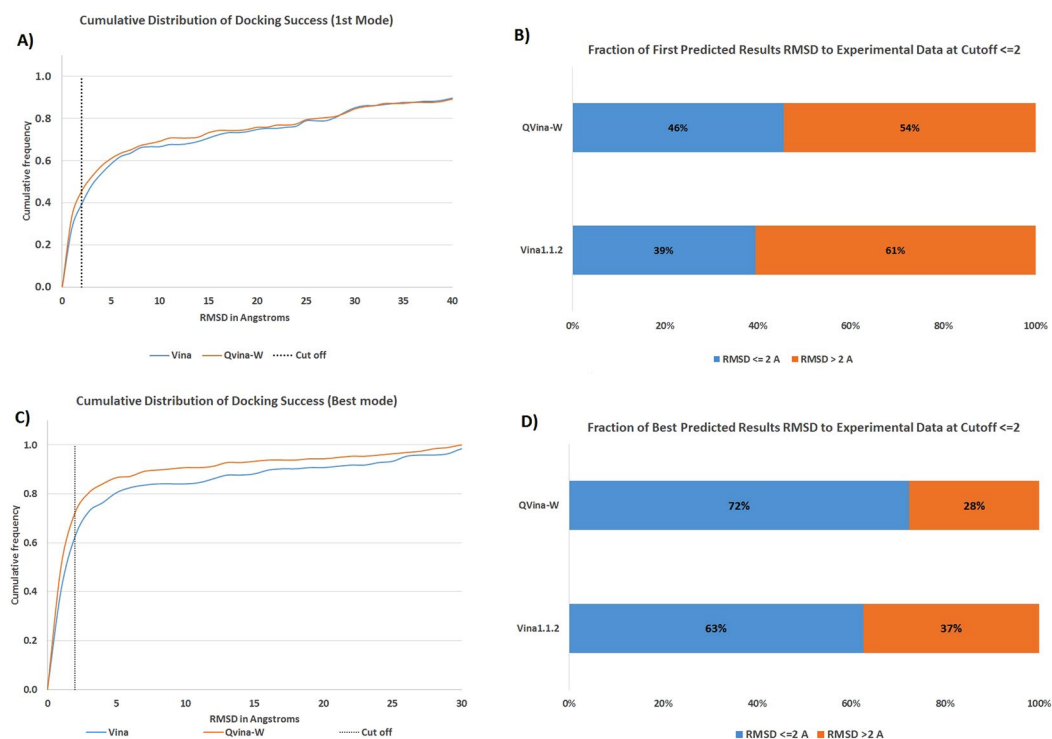 Cumulative Distribution of Docking Success (1st Mode)
A)
Cumulative frequency
1.0
0.8
0.6
0.4
0.2
0.0
0 5 10 15 20 25 30 35 40
RMSD in Angstroms
Vina Qvina-W Cut off
B)
Fraction of First Predicted Results RMSD to Experimental Data at Cutoff <=2
QVina-W 46% 54%
Vina1.1.2 39% 61%
0% 20% 40% 60% 80% 100%
RMSD <= 2 A RMSD > 2 A
Cumulative Distribution of Docking Success (Best mode)
C)
Cumulative frequency
1.0
0.8
0.6
0.4
0.2
0.0
0 5 10 15 20 25 30
RMSD in Angstroms
Vina Qvina-W Cut off
D)
Fraction of Best Predicted Results RMSD to Experimental Data at Cutoff <=2
QVina-W 72% 28%
Vina1.1.2 63% 37%
0% 20% 40% 60% 80% 100%
RMSD <=2 A RMSD >2 A